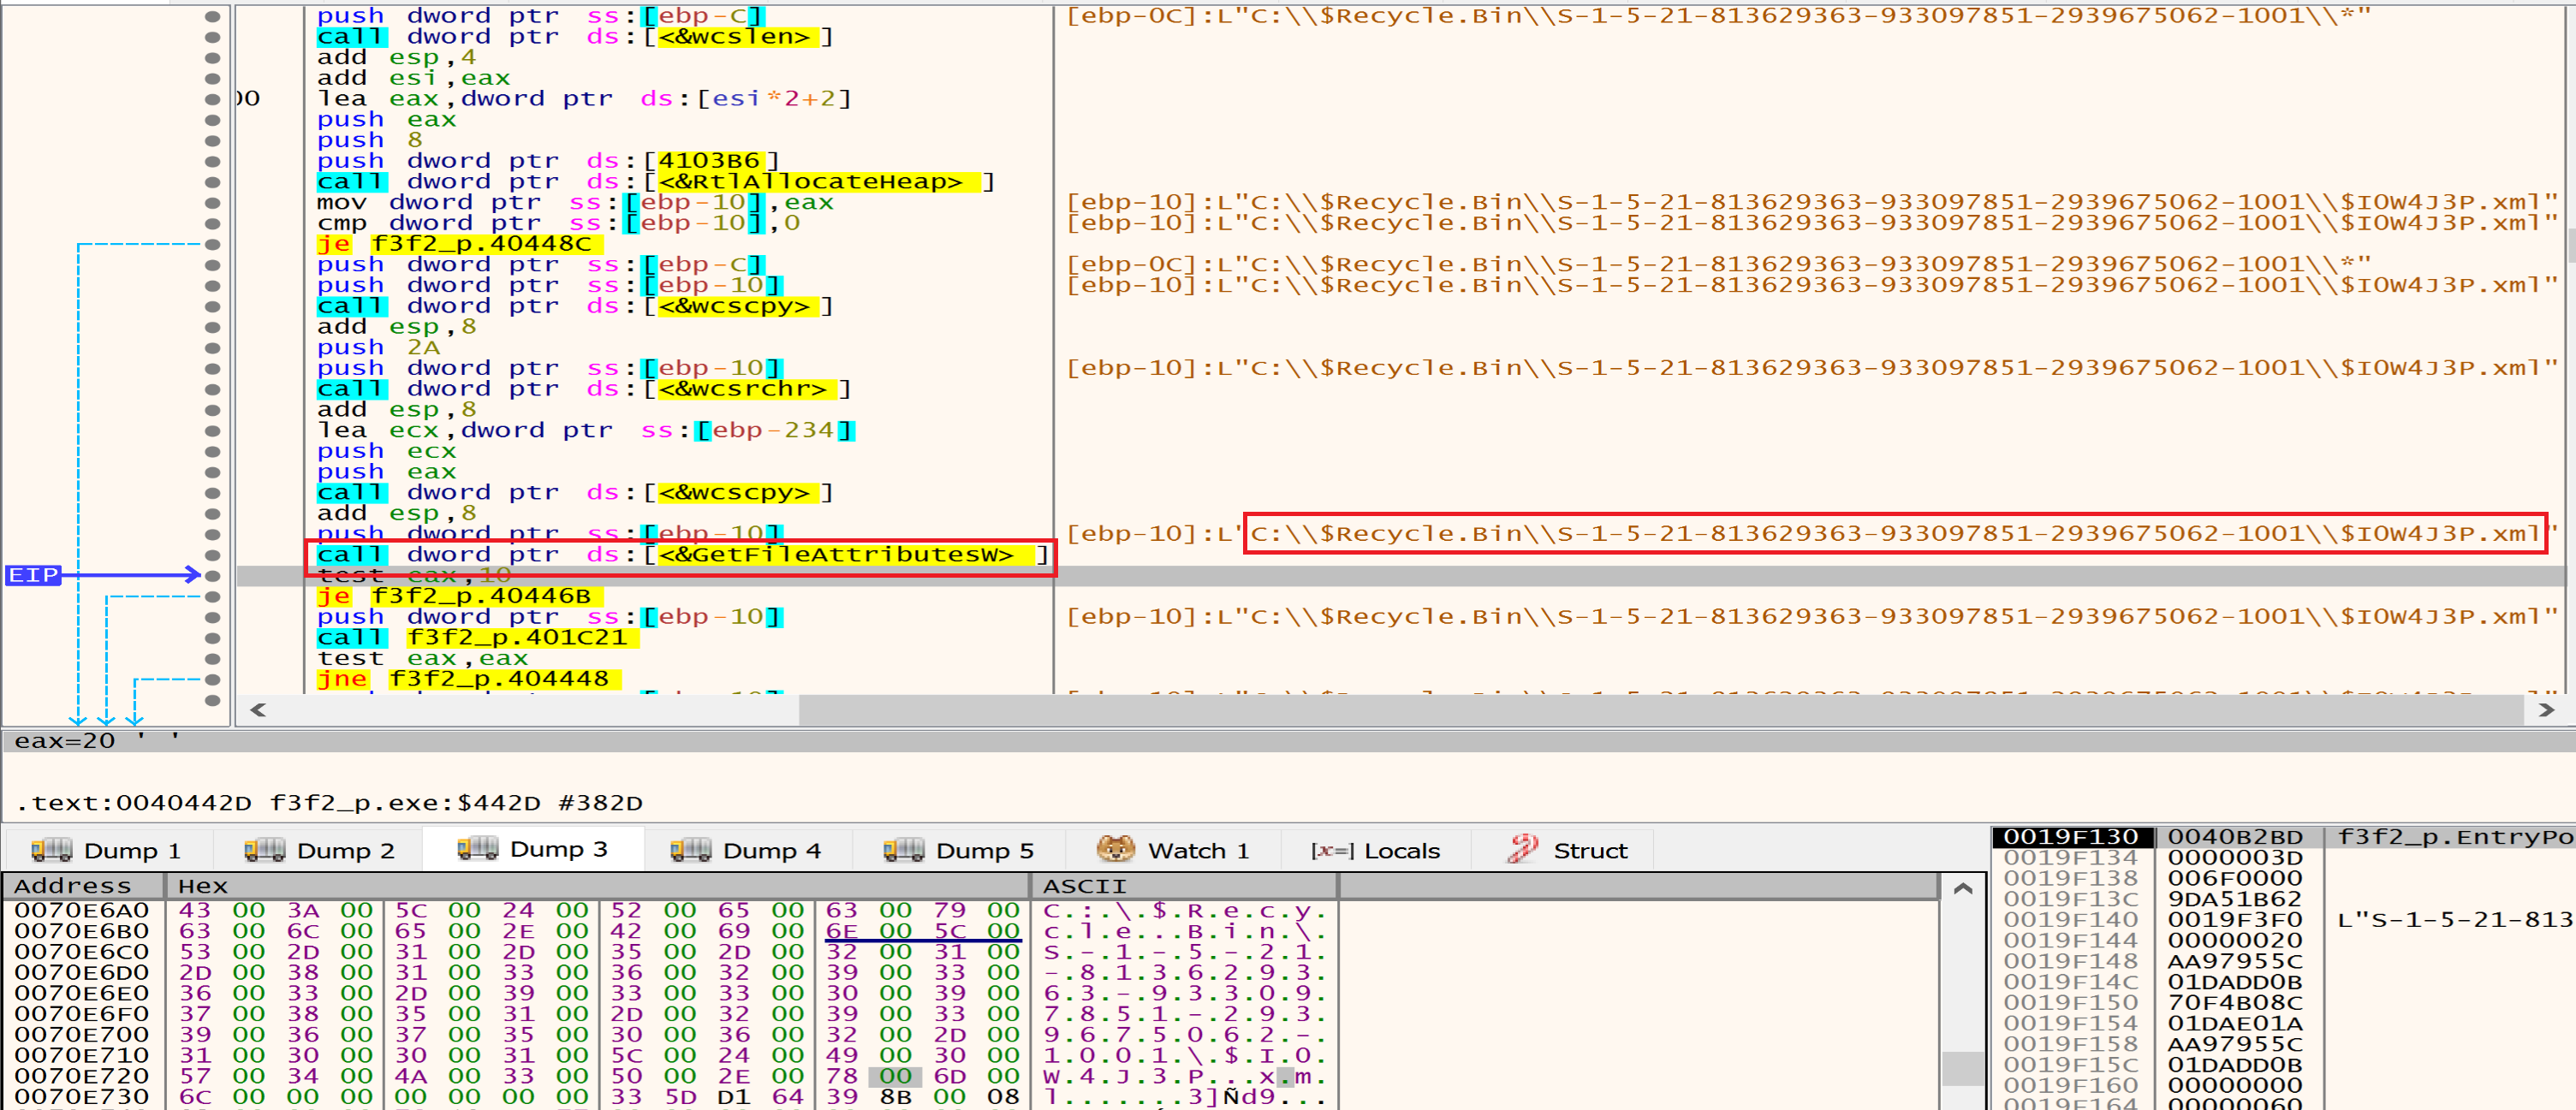 push dword ptr ss:[ebp-C] [ebp-0C]:L"C:\\$Recycle.Bin\\S-1-5-21-813629363-933097851-2939675062-1001\\*"
call dword ptr ds:[<&wcslen>]
add esp,4
add esi,eax
00 lea eax,dword ptr ds:[esi*2+2]
push eax
push 8
push dword ptr ds:[4103B6]
call dword ptr ds:[<&RtlAllocateHeap>]
mov dword ptr ss:[ebp-10],eax [ebp-10]:L"C:\\$Recycle.Bin\\S-1-5-21-813629363-933097851-2939675062-1001\\$I0W4J3P.xml"
cmp dword ptr ss:[ebp-10],0 [ebp-10]:L"C:\\$Recycle.Bin\\S-1-5-21-813629363-933097851-2939675062-1001\\$I0W4J3P.xml"
je f3f2_p.40448C
push dword ptr ss:[ebp-C] [ebp-0C]:L"C:\\$Recycle.Bin\\S-1-5-21-813629363-933097851-2939675062-1001\\*"
push dword ptr ss:[ebp-10] [ebp-10]:L"C:\\$Recycle.Bin\\S-1-5-21-813629363-933097851-2939675062-1001\\$I0W4J3P.xml"
call dword ptr ds:[<&wcscpy>]
add esp,8
push 2A
push dword ptr ss:[ebp-10] [ebp-10]:L"C:\\$Recycle.Bin\\S-1-5-21-813629363-933097851-2939675062-1001\\$I0W4J3P.xml"
call dword ptr ds:[<&wcsrchr>]
add esp,8
lea ecx,dword ptr ss:[ebp-234]
push ecx
push eax
call dword ptr ds:[<&wcscpy>]
add esp,8
push dword ptr ss:[ebp-10] [ebp-10]:L"C:\\$Recycle.Bin\\S-1-5-21-813629363-933097851-2939675062-1001\\$I0W4J3P.xml"
call dword ptr ds:[<&GetFileAttributesW>]
EIP test eax,10
je f3f2_p.40446B
push dword ptr ss:[ebp-10] [ebp-10]:L"C:\\$Recycle.Bin\\S-1-5-21-813629363-933097851-2939675062-1001\\$I0W4J3P.xml"
call f3f2_p.401C21
test eax,eax
jne f3f2_p.404448
eax=20 ' '
.text:0040442D f3f2_p.exe:$442D #382D
Dump 1 Dump 2 Dump 3 Dump 4 Dump 5 Watch 1 [x=] Locals Struct
Address Hex ASCII
0070E6A0 43 00 3A 00 5C 00 24 00 52 00 65 00 63 00 79 00 C.:.\.$.R.e.c.y.
0070E6B0 63 00 6C 00 65 00 2E 00 42 00 69 00 6E 00 5C 00 c.l.e...B.i.n.\.
0070E6C0 53 00 2D 00 31 00 2D 00 35 00 2D 00 32 00 31 00 S.-.1.-.5.-.2.1.
0070E6D0 2D 00 38 00 31 00 33 00 36 00 32 00 39 00 33 00 -.8.1.3.6.2.9.3.
0070E6E0 36 00 33 00 2D 00 39 00 33 00 33 00 30 00 39 00 6.3.-.9.3.3.0.9.
0070E6F0 37 00 38 00 35 00 31 00 2D 00 32 00 39 00 33 00 7.8.5.1.-.2.9.3.
0070E700 39 00 36 00 37 00 35 00 30 00 36 00 32 00 2D 00 9.6.7.5.0.6.2.-.
0070E710 31 00 30 00 30 00 31 00 5C 00 24 00 49 00 30 00 1.0.0.1.\.$.I.0.
0070E720 57 00 34 00 4A 00 33 00 50 00 2E 00 78 00 6D 00 W.4.J.3.P...x.m.
0070E730 6C 00 00 00 00 00 00 00 33 5D D1 64 39 8B 00 08 l.......3]Ñd9...
0019F130 0040B2BD f3f2_p.EntryPo
0019F134 0000003D
0019F138 006F0000
0019F13C 9DA51B62
0019F140 0019F3F0 L"S-1-5-21-813
0019F144 00000020
0019F148 AA97955C
0019F14C 01DADD0B
0019F150 70F4B08C
0019F154 01DAE01A
0019F158 AA97955C
0019F15C 01DADD0B
0019F160 00000000
0019F164 00000060